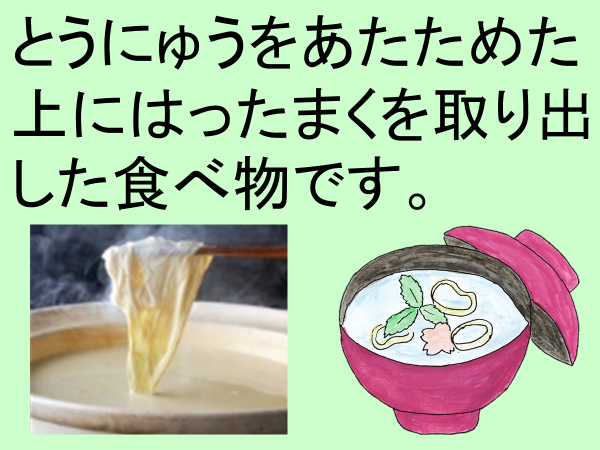 とうにゅうをあたためた
上にはったまくを取り出
した食べ物です。